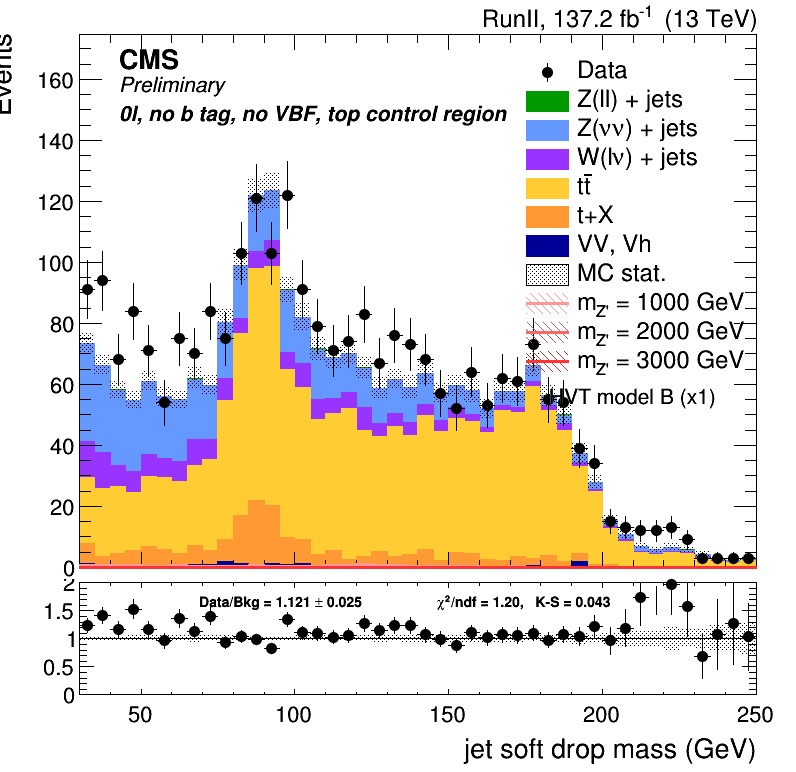 RunII, 137.2 fb⁻¹ (13 TeV)
Events
CMS
Preliminary
0l, no b tag, no VBF, top control region
Data
Z(ll) + jets
Z(νν) + jets
W(lν) + jets
tt̄
t+X
VV, Vh
MC stat.
m_Z' = 1000 GeV
m_Z' = 2000 GeV
m_Z' = 3000 GeV
HVT model B (x1)
160
140
120
100
80
60
40
20
0
Data/Bkg = 1.121 ± 0.025 χ²/ndf = 1.20, K-S = 0.043
2
1.5
1
0.5
0
50 100 150 200 250
jet soft drop mass (GeV)